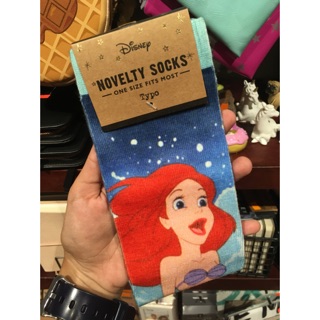 Disney
NOVELTY SOCKS
ONE SIZE FITS MOST
Typo